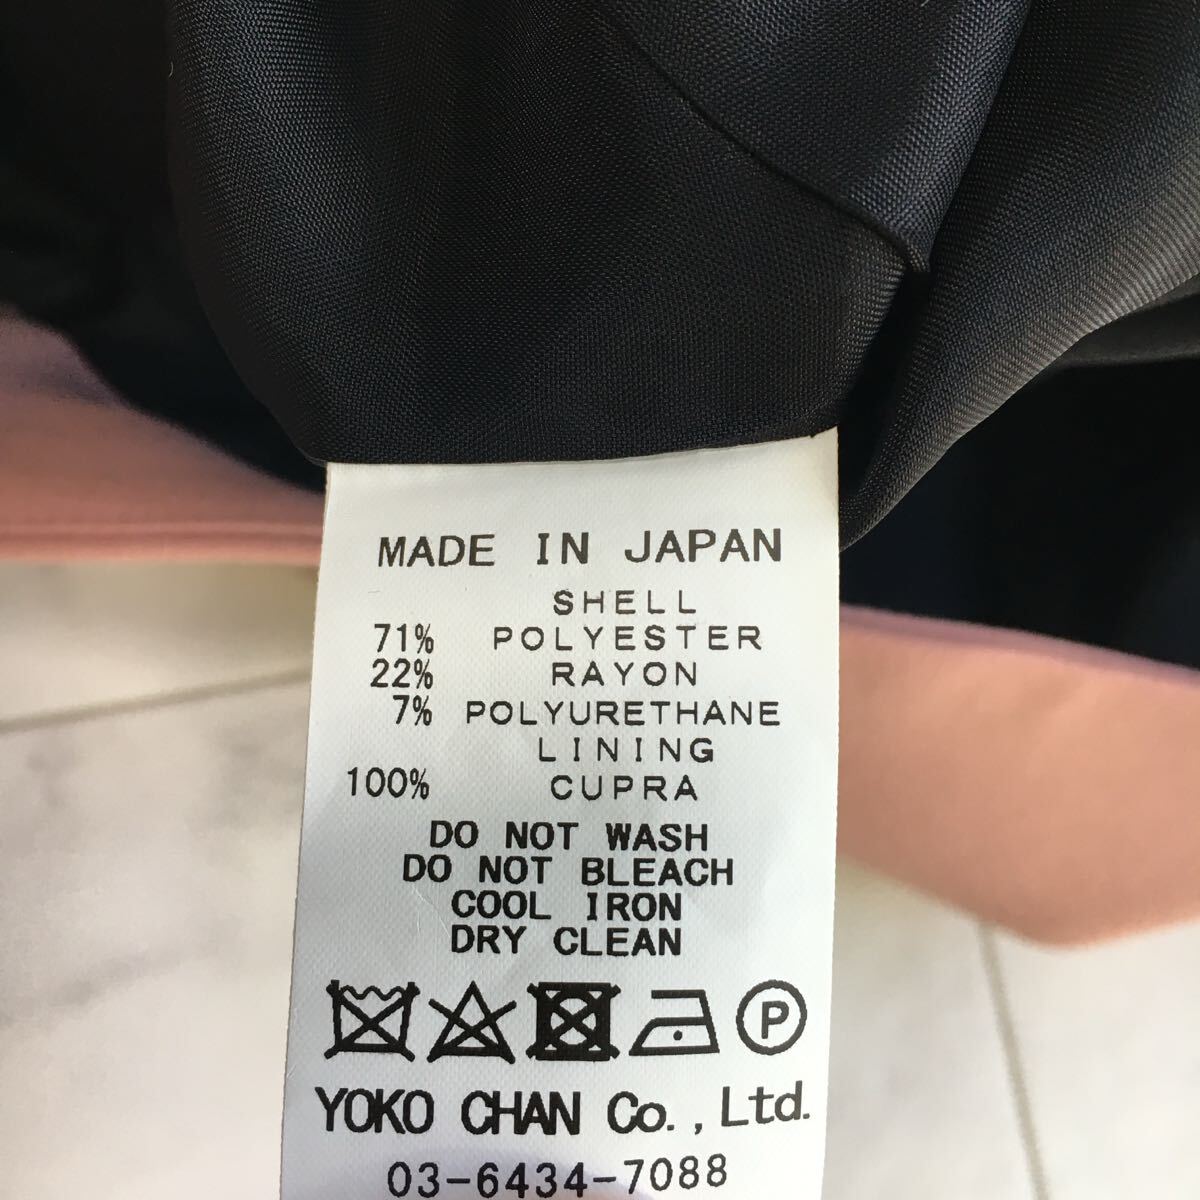 MADE IN JAPAN
SHELL
71% POLYESTER
22% RAYON
7% POLYURETHANE
LINING
100% CUPRA
DO NOT WASH
DO NOT BLEACH
COOL IRON
DRY CLEAN
P
YOKO CHAN Co., Ltd.
03-6434-7088